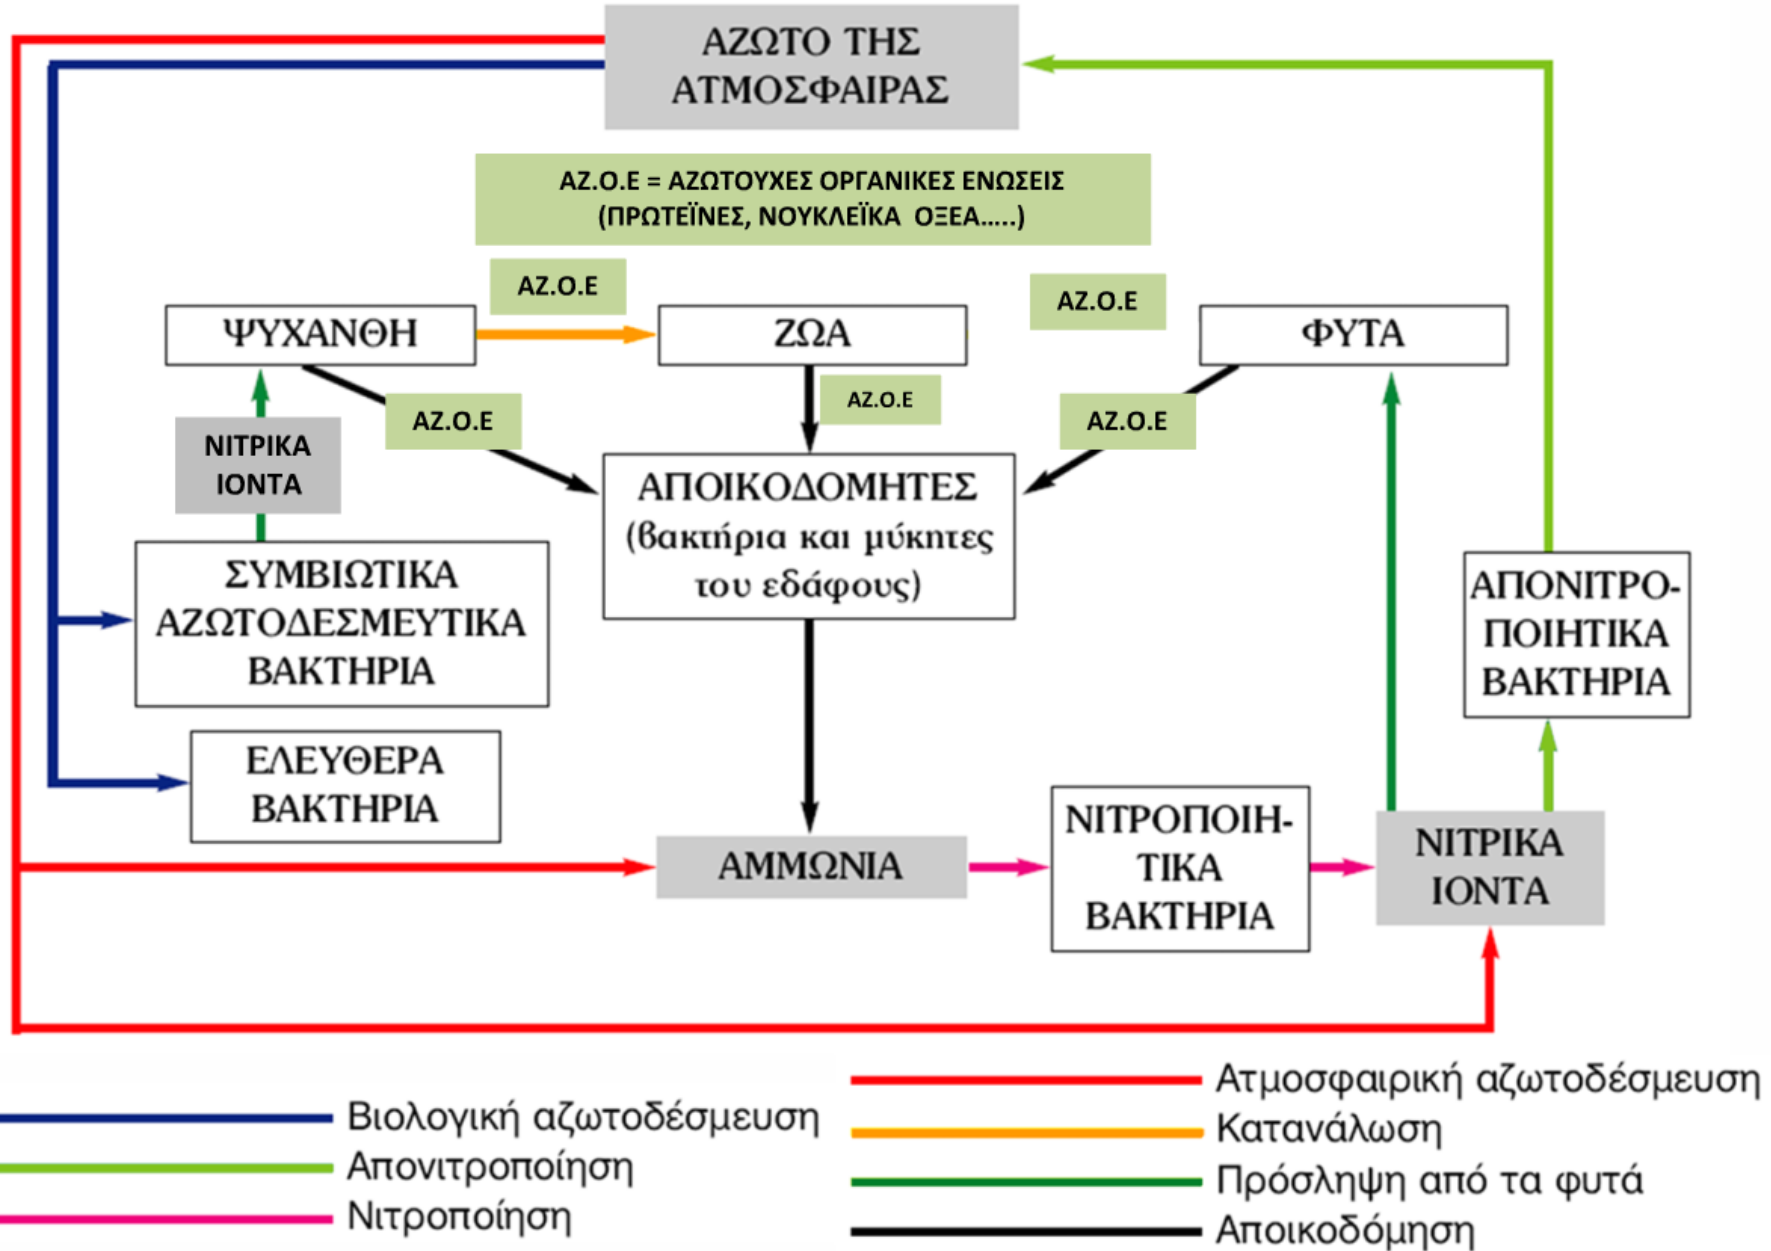 ΑΖΩΤΟ ΤΗΣ
ΑΤΜΟΣΦΑΙΡΑΣ
ΑΖ.Ο.Ε = ΑΖΩΤΟΥΧΕΣ ΟΡΓΑΝΙΚΕΣ ΕΝΩΣΕΙΣ
(ΠΡΩΤΕΪΝΕΣ, ΝΟΥΚΛΕΪΚΑ ΟΞΕΑ.....)
ΑΖ.Ο.Ε
ΑΖ.Ο.Ε
ΨΥΧΑΝΘΗ
ΖΩΑ
ΦΥΤΑ
ΑΖ.Ο.Ε
ΑΖ.Ο.Ε
ΑΖ.Ο.Ε
ΝΙΤΡΙΚΑ
ΙΟΝΤΑ
ΑΠΟΙΚΟΔΟΜΗΤΕΣ
(βακτήρια και μύκητες
του εδάφους)
ΣΥΜΒΙΩΤΙΚΑ
ΑΖΩΤΟΔΕΣΜΕΥΤΙΚΑ
ΒΑΚΤΗΡΙΑ
ΑΠΟΝΙΤΡΟ-
ΠΟΙΗΤΙΚΑ
ΒΑΚΤΗΡΙΑ
ΕΛΕΥΘΕΡΑ
ΒΑΚΤΗΡΙΑ
ΑΜΜΩΝΙΑ
ΝΙΤΡΟΠΟΙΗ-
ΤΙΚΑ
ΒΑΚΤΗΡΙΑ
ΝΙΤΡΙΚΑ
ΙΟΝΤΑ
Βιολογική αζωτοδέσμευση
Απονιτροποίηση
Νιτροποίηση
Ατμοσφαιρική αζωτοδέσμευση
Κατανάλωση
Πρόσληψη από τα φυτά
Αποικοδόμηση